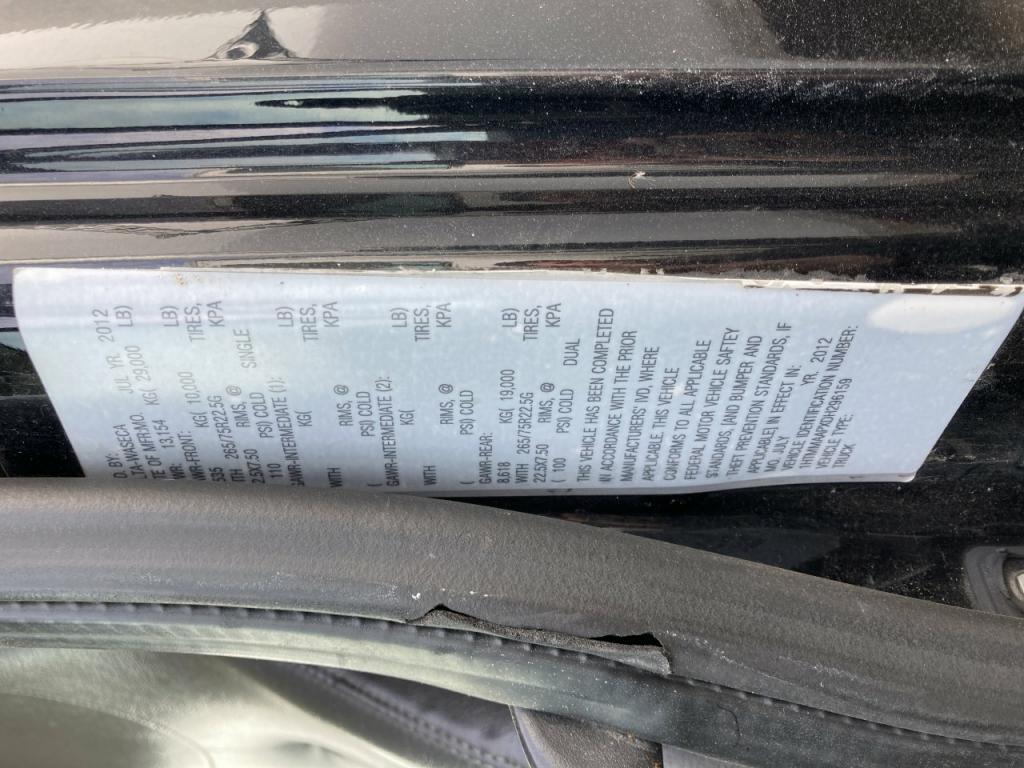 D. BY:
LTA-WASECA JUL YR. 2012
TE OF MFR:MO. LB)
WR: 13,154 KG( 29,000
AWR-FRONT: LB)
535 KG( 10,000 TIRES,
ITH 265/75R22.5G KPA
2.5X7.50 RIMS, @
110 PSI) COLD SINGLE
GAWR-INTERMEDIATE (1): LB)
KG( TIRES,
WITH KPA
RIMS, @
( PSI) COLD
GAWR-INTERMEDIATE (2): LB)
KG( TIRES,
WITH KPA
RIMS, @
( PSI) COLD
GAWR-REAR: LB)
8,618 KG( 19,000 TIRES,
WITH 265/75R22.5G KPA
22.5X7.50 RIMS, @
( 100 PSI) COLD DUAL
THIS VEHICLE HAS BEEN COMPLETED
IN ACCORDANCE WITH THE PRIOR
MANUFACTURERS' IVD, WHERE
APPLICABLE THIS VEHICLE
CONFORMS TO ALL APPLICABLE
FEDERAL MOTOR VEHICLE SAFTEY
STANDARDS, (AND BUMPER AND
THEFT PREVENTION STANDARDS, IF
APPLICABLE) IN EFFECT IN:
MO. JULY YR. 2012
VEHICLE IDENTIFICATION NUMBER:
VEHICLE TYPE:
TRUCK